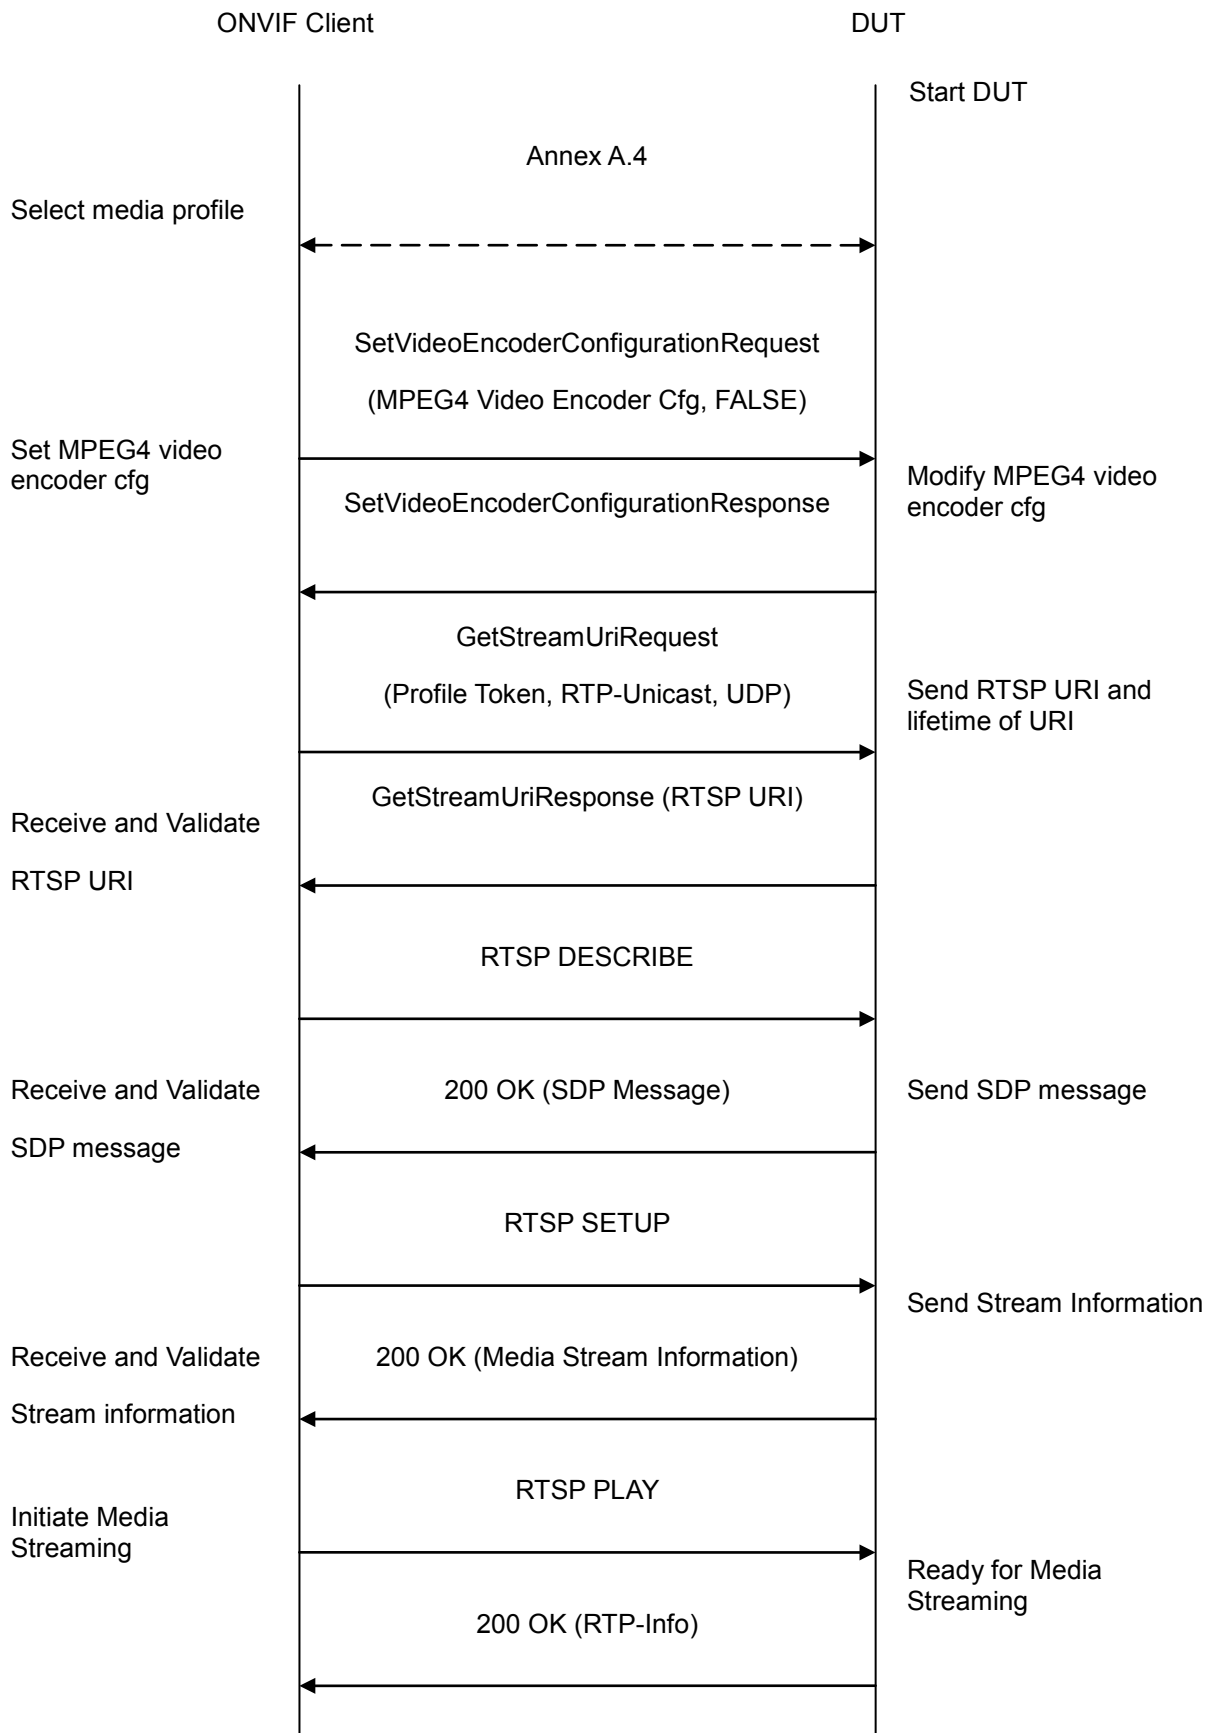 ONVIF Client
DUT
Start DUT
Annex A.4
Select media profile
SetVideoEncoderConfigurationRequest
(MPEG4 Video Encoder Cfg, FALSE)
Set MPEG4 video
encoder cfg
Modify MPEG4 video
encoder cfg
SetVideoEncoderConfigurationResponse
GetStreamUriRequest
(Profile Token, RTP-Unicast, UDP)
Send RTSP URI and
lifetime of URI
GetStreamUriResponse (RTSP URI)
Receive and Validate
RTSP URI
RTSP DESCRIBE
Receive and Validate
SDP message
200 OK (SDP Message)
Send SDP message
RTSP SETUP
Send Stream Information
Receive and Validate
Stream information
200 OK (Media Stream Information)
RTSP PLAY
Initiate Media
Streaming
Ready for Media
Streaming
200 OK (RTP-Info)